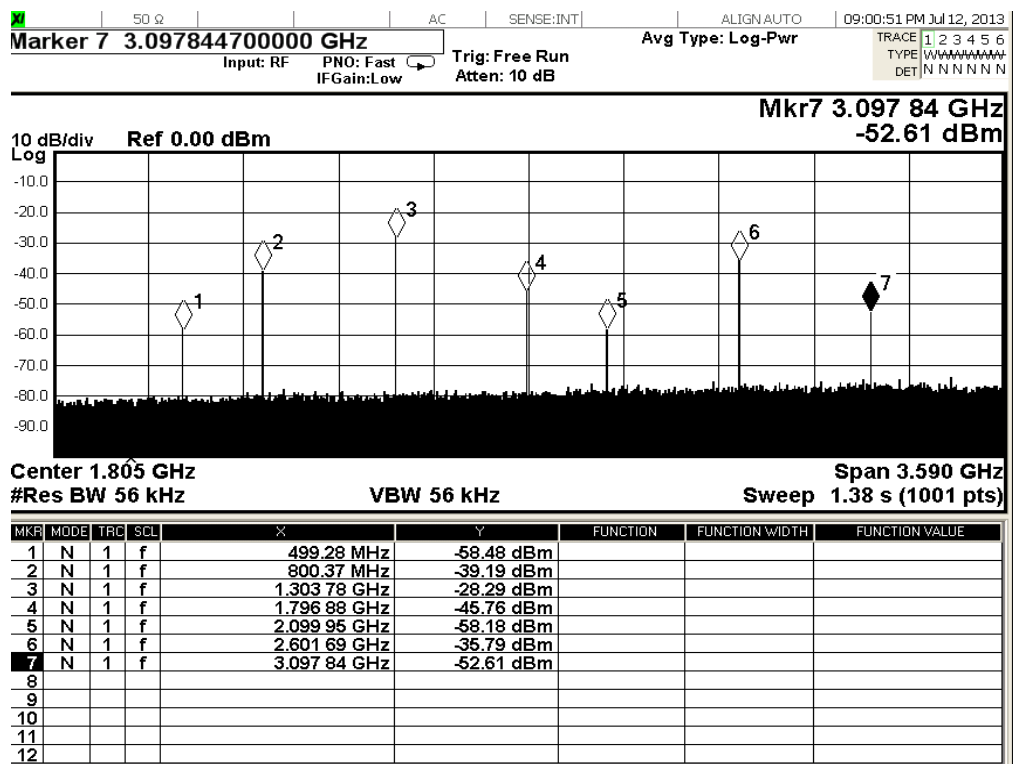 XI 50 Ω AC SENSE:INT ALIGN AUTO 09:00:51 PM Jul 12, 2013
Marker 7 3.097844700000 GHz
Input: RF
PNO: Fast
IFGain:Low
Trig: Free Run
Atten: 10 dB
Avg Type: Log-Pwr
TRACE 1 2 3 4 5 6
TYPE
DET N N N N N N
Mkr7 3.097 84 GHz
-52.61 dBm
10 dB/div Ref 0.00 dBm
Log
-10.0
-20.0
-30.0
-40.0
-50.0
-60.0
-70.0
-80.0
-90.0
1
2
3
4
5
6
7
Center 1.805 GHz Span 3.590 GHz
#Res BW 56 kHz VBW 56 kHz Sweep 1.38 s (1001 pts)
MKR MODE TRC SCL X Y FUNCTION FUNCTION WIDTH FUNCTION VALUE
1 N 1 f 499.28 MHz -58.48 dBm
2 N 1 f 800.37 MHz -39.19 dBm
3 N 1 f 1.303 78 GHz -28.29 dBm
4 N 1 f 1.796 88 GHz -45.76 dBm
5 N 1 f 2.099 95 GHz -58.18 dBm
6 N 1 f 2.601 69 GHz -35.79 dBm
7 N 1 f 3.097 84 GHz -52.61 dBm
8
9
10
11
12